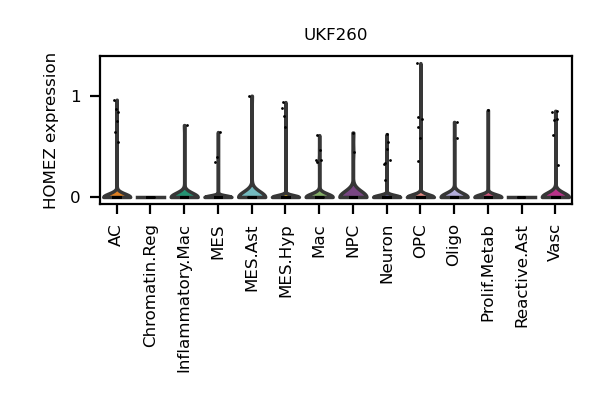 UKF260
HOMEZ expression
1
0
AC
Chromatin.Reg
Inflammatory.Mac
MES
MES.Ast
MES.Hyp
Mac
NPC
Neuron
OPC
Oligo
Prolif.Metab
Reactive.Ast
Vasc